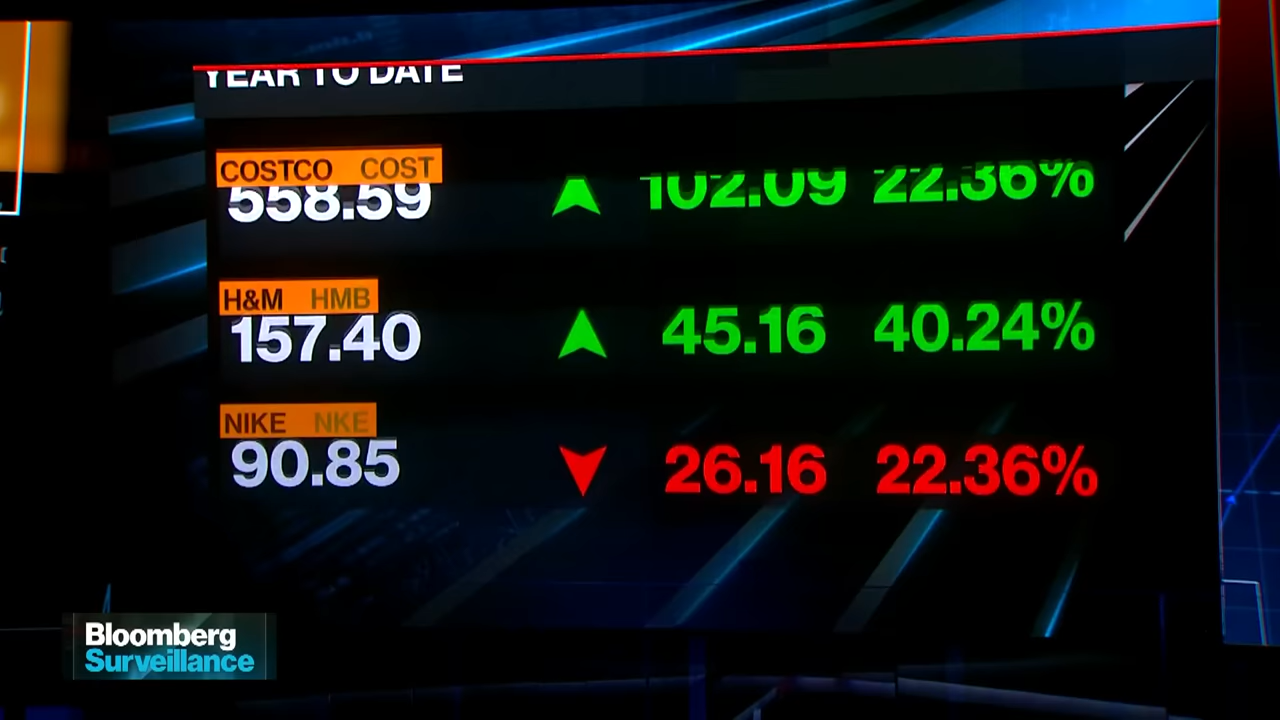 YEAR TO DATE
COSTCO COST
558.59 102.09 22.36%
H&M HMB
157.40 45.16 40.24%
NIKE NKE
90.85 26.16 22.36%
Bloomberg
Surveillance